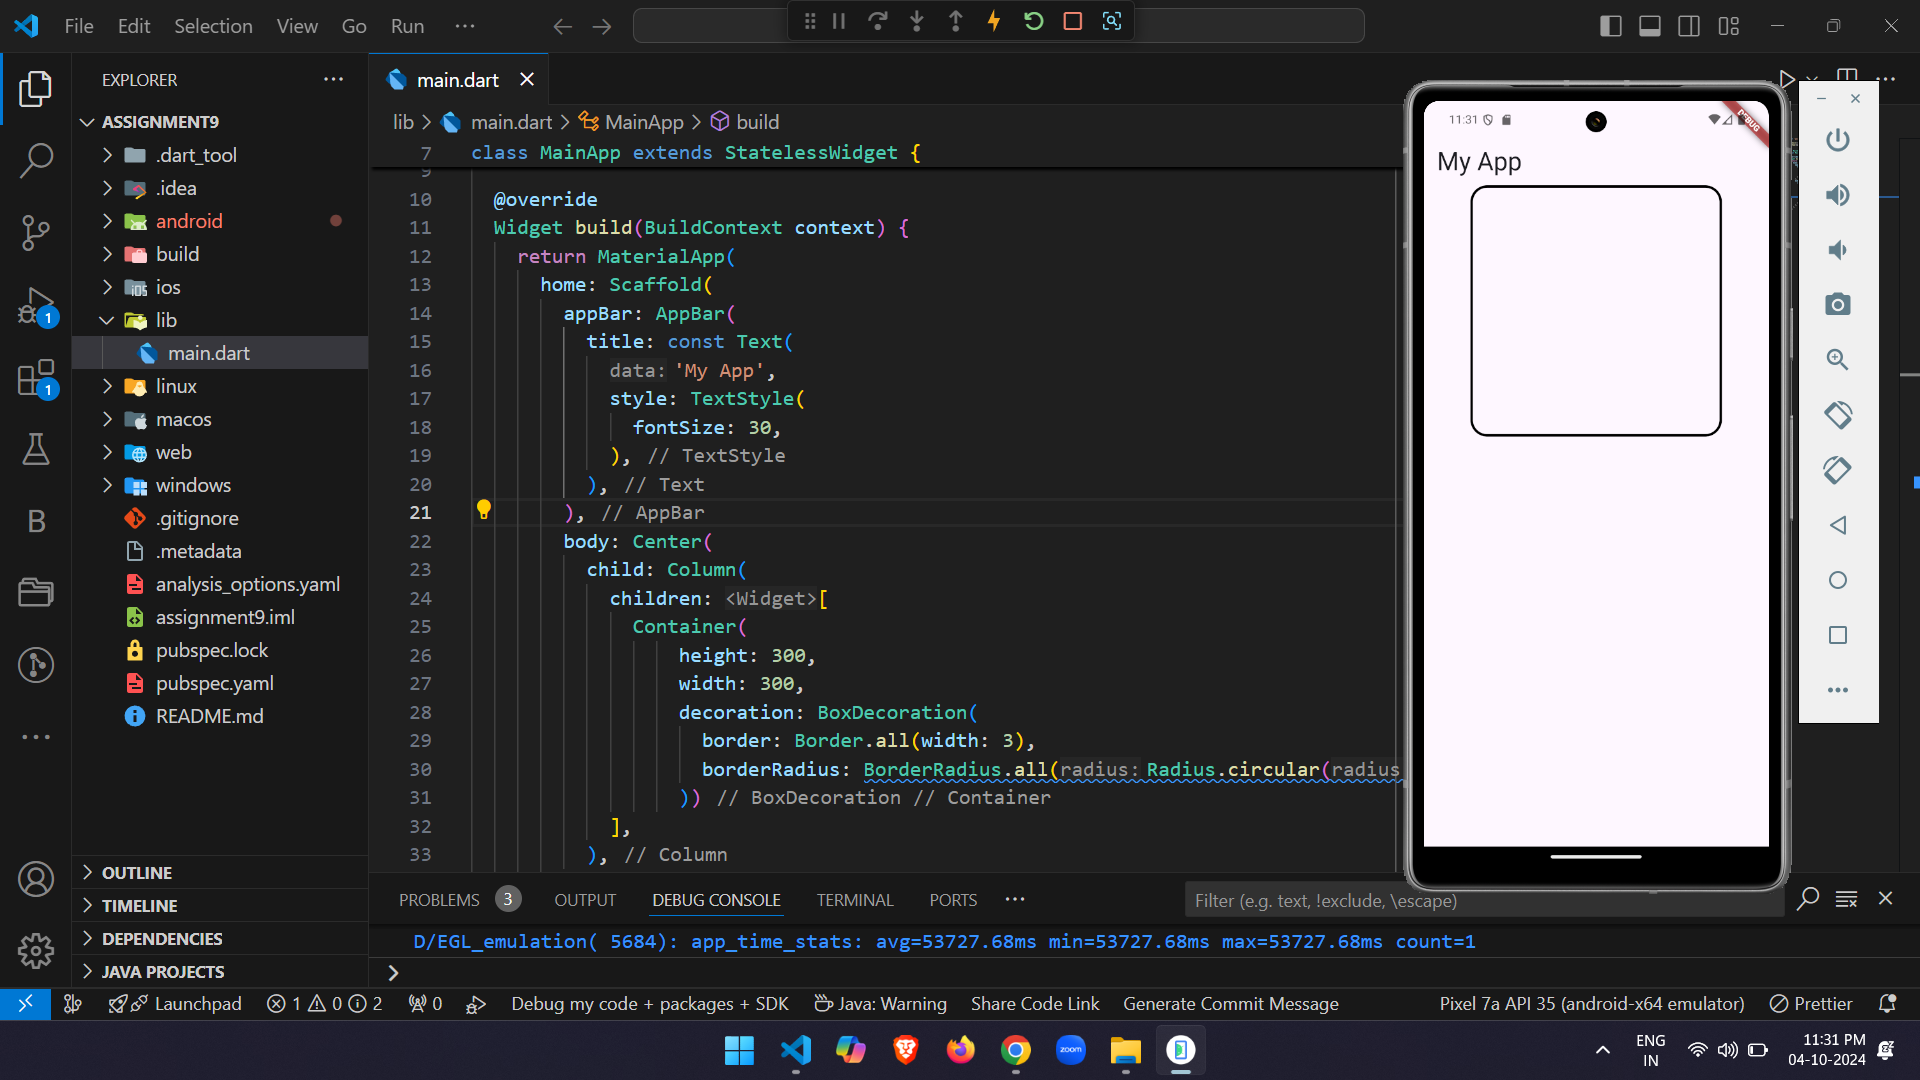 File Edit Selection View Go Run ···
EXPLORER
ASSIGNMENT9
.dart_tool
.idea
android
build
ios
lib
main.dart
linux
macos
web
windows
.gitignore
.metadata
analysis_options.yaml
assignment9.iml
pubspec.lock
pubspec.yaml
README.md
OUTLINE
TIMELINE
DEPENDENCIES
JAVA PROJECTS
1
1
B
main.dart
lib > main.dart > MainApp > build
7 class MainApp extends StatelessWidget {
9
10 @override
11 Widget build(BuildContext context) {
12 return MaterialApp(
13 home: Scaffold(
14 appBar: AppBar(
15 title: const Text(
16 data: 'My App',
17 style: TextStyle(
18 fontSize: 30,
19 ), // TextStyle
20 ), // Text
21 ), // AppBar
22 body: Center(
23 child: Column(
24 children: <Widget>[
25 Container(
26 height: 300,
27 width: 300,
28 decoration: BoxDecoration(
29 border: Border.all(width: 3),
30 borderRadius: BorderRadius.all(radius: Radius.circular(radius
31 )) // BoxDecoration // Container
32 ],
33 ), // Column
11:31
DEBUG
My App
PROBLEMS 3 OUTPUT DEBUG CONSOLE TERMINAL PORTS ···
Filter (e.g. text, !exclude, \escape)
D/EGL_emulation( 5684): app_time_stats: avg=53727.68ms min=53727.68ms max=53727.68ms count=1
>
Launchpad 1 0 2 0 Debug my code + packages + SDK Java: Warning Share Code Link Generate Commit Message Pixel 7a API 35 (android-x64 emulator) Prettier
zoom
ENG
IN
11:31 PM
04-10-2024